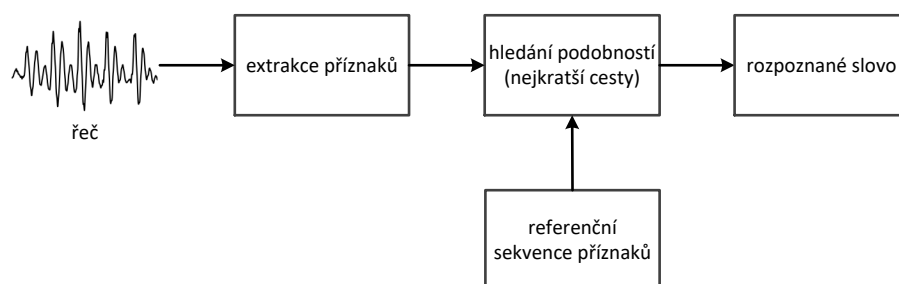 řeč
extrakce příznaků
hledání podobností
(nejkratší cesty)
rozpoznané slovo
referenční
sekvence příznaků